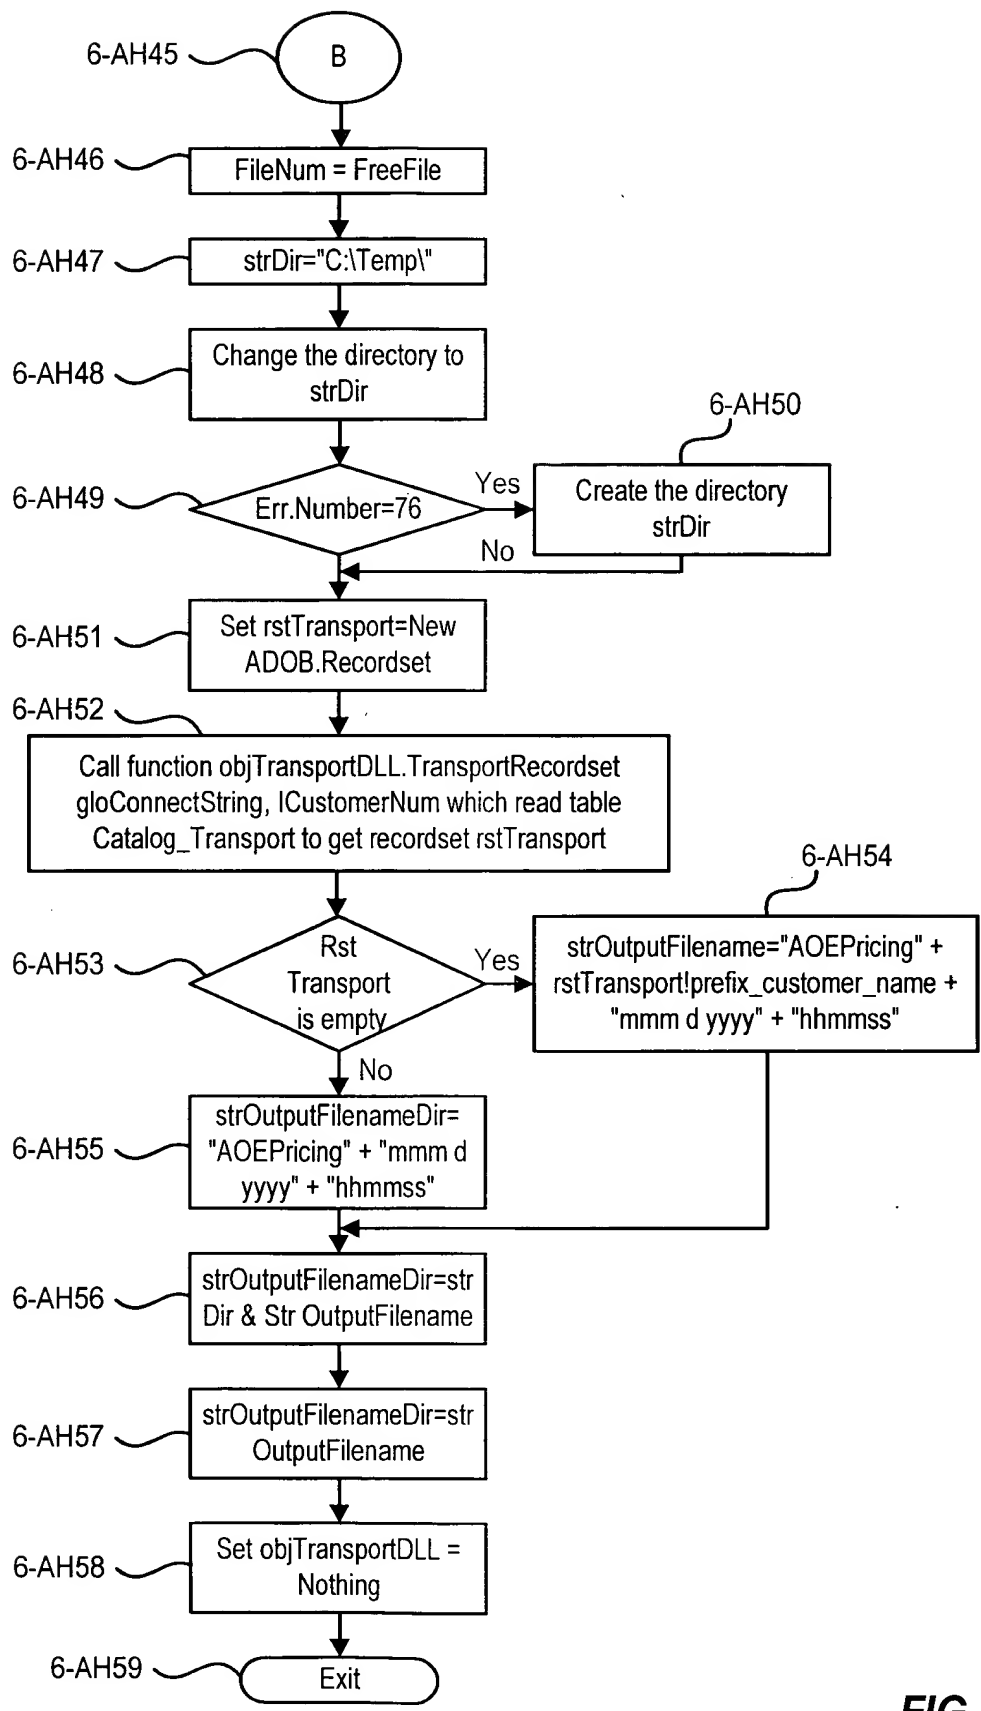 6-AH45
B
6-AH46
FileNum = FreeFile
6-AH47
strDir="C:\Temp\"
6-AH48
Change the directory to
strDir
6-AH50
6-AH49
Err.Number=76
Yes
Create the directory
strDir
No
6-AH51
Set rstTransport=New
ADOB.Recordset
6-AH52
Call function objTransportDLL.TransportRecordset
gloConnectString, ICustomerNum which read table
Catalog_Transport to get recordset rstTransport
6-AH54
6-AH53
Rst
Transport
is empty
Yes
strOutputFilename="AOEPricing" +
rstTransport!prefix_customer_name +
"mmm d yyyy" + "hhmmss"
No
6-AH55
strOutputFilenameDir=
"AOEPricing" + "mmm d
yyyy" + "hhmmss"
6-AH56
strOutputFilenameDir=str
Dir & Str OutputFilename
6-AH57
strOutputFilenameDir=str
OutputFilename
6-AH58
Set objTransportDLL =
Nothing
6-AH59
Exit
FIG